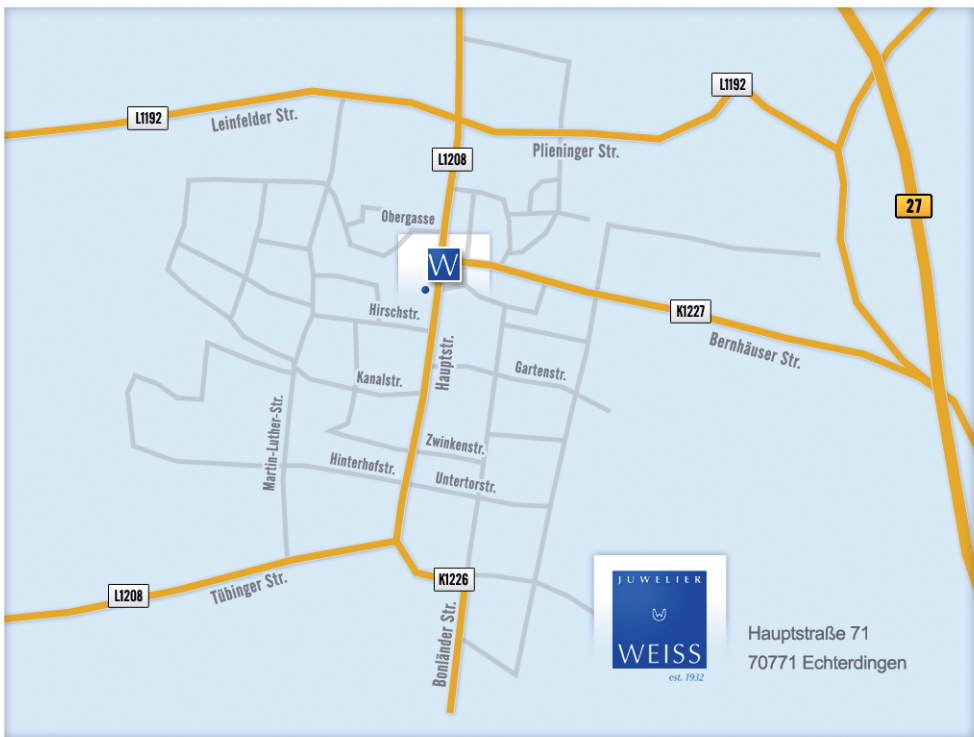 L1192
L1192
Leinfelder Str.
Plieninger Str.
L1208
27
Obergasse
W
K1227
Hirschstr.
Bernhäuser Str.
Hauptstr.
Gartenstr.
Kanalstr.
Martin-Luther-Str.
Zwinkenstr.
Hinterhofstr.
Untertorstr.
K1226
L1208
Tübinger Str.
Bonländer Str.
JUWELIER
W
WEISS
est. 1932
Hauptstraße 71
70771 Echterdingen